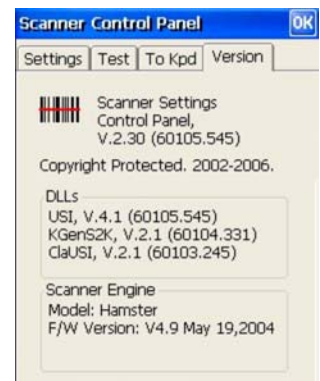 Scanner Control Panel OK
Settings Test To Kpd Version
Scanner Settings
Control Panel,
V.2.30 (60105.545)
Copyright Protected. 2002-2006.
DLLs
USI, V.4.1 (60105.545)
KGenS2K, V.2.1 (60104.331)
ClaUSI, V.2.1 (60103.245)
Scanner Engine
Model: Hamster
F/W Version: V4.9 May 19,2004